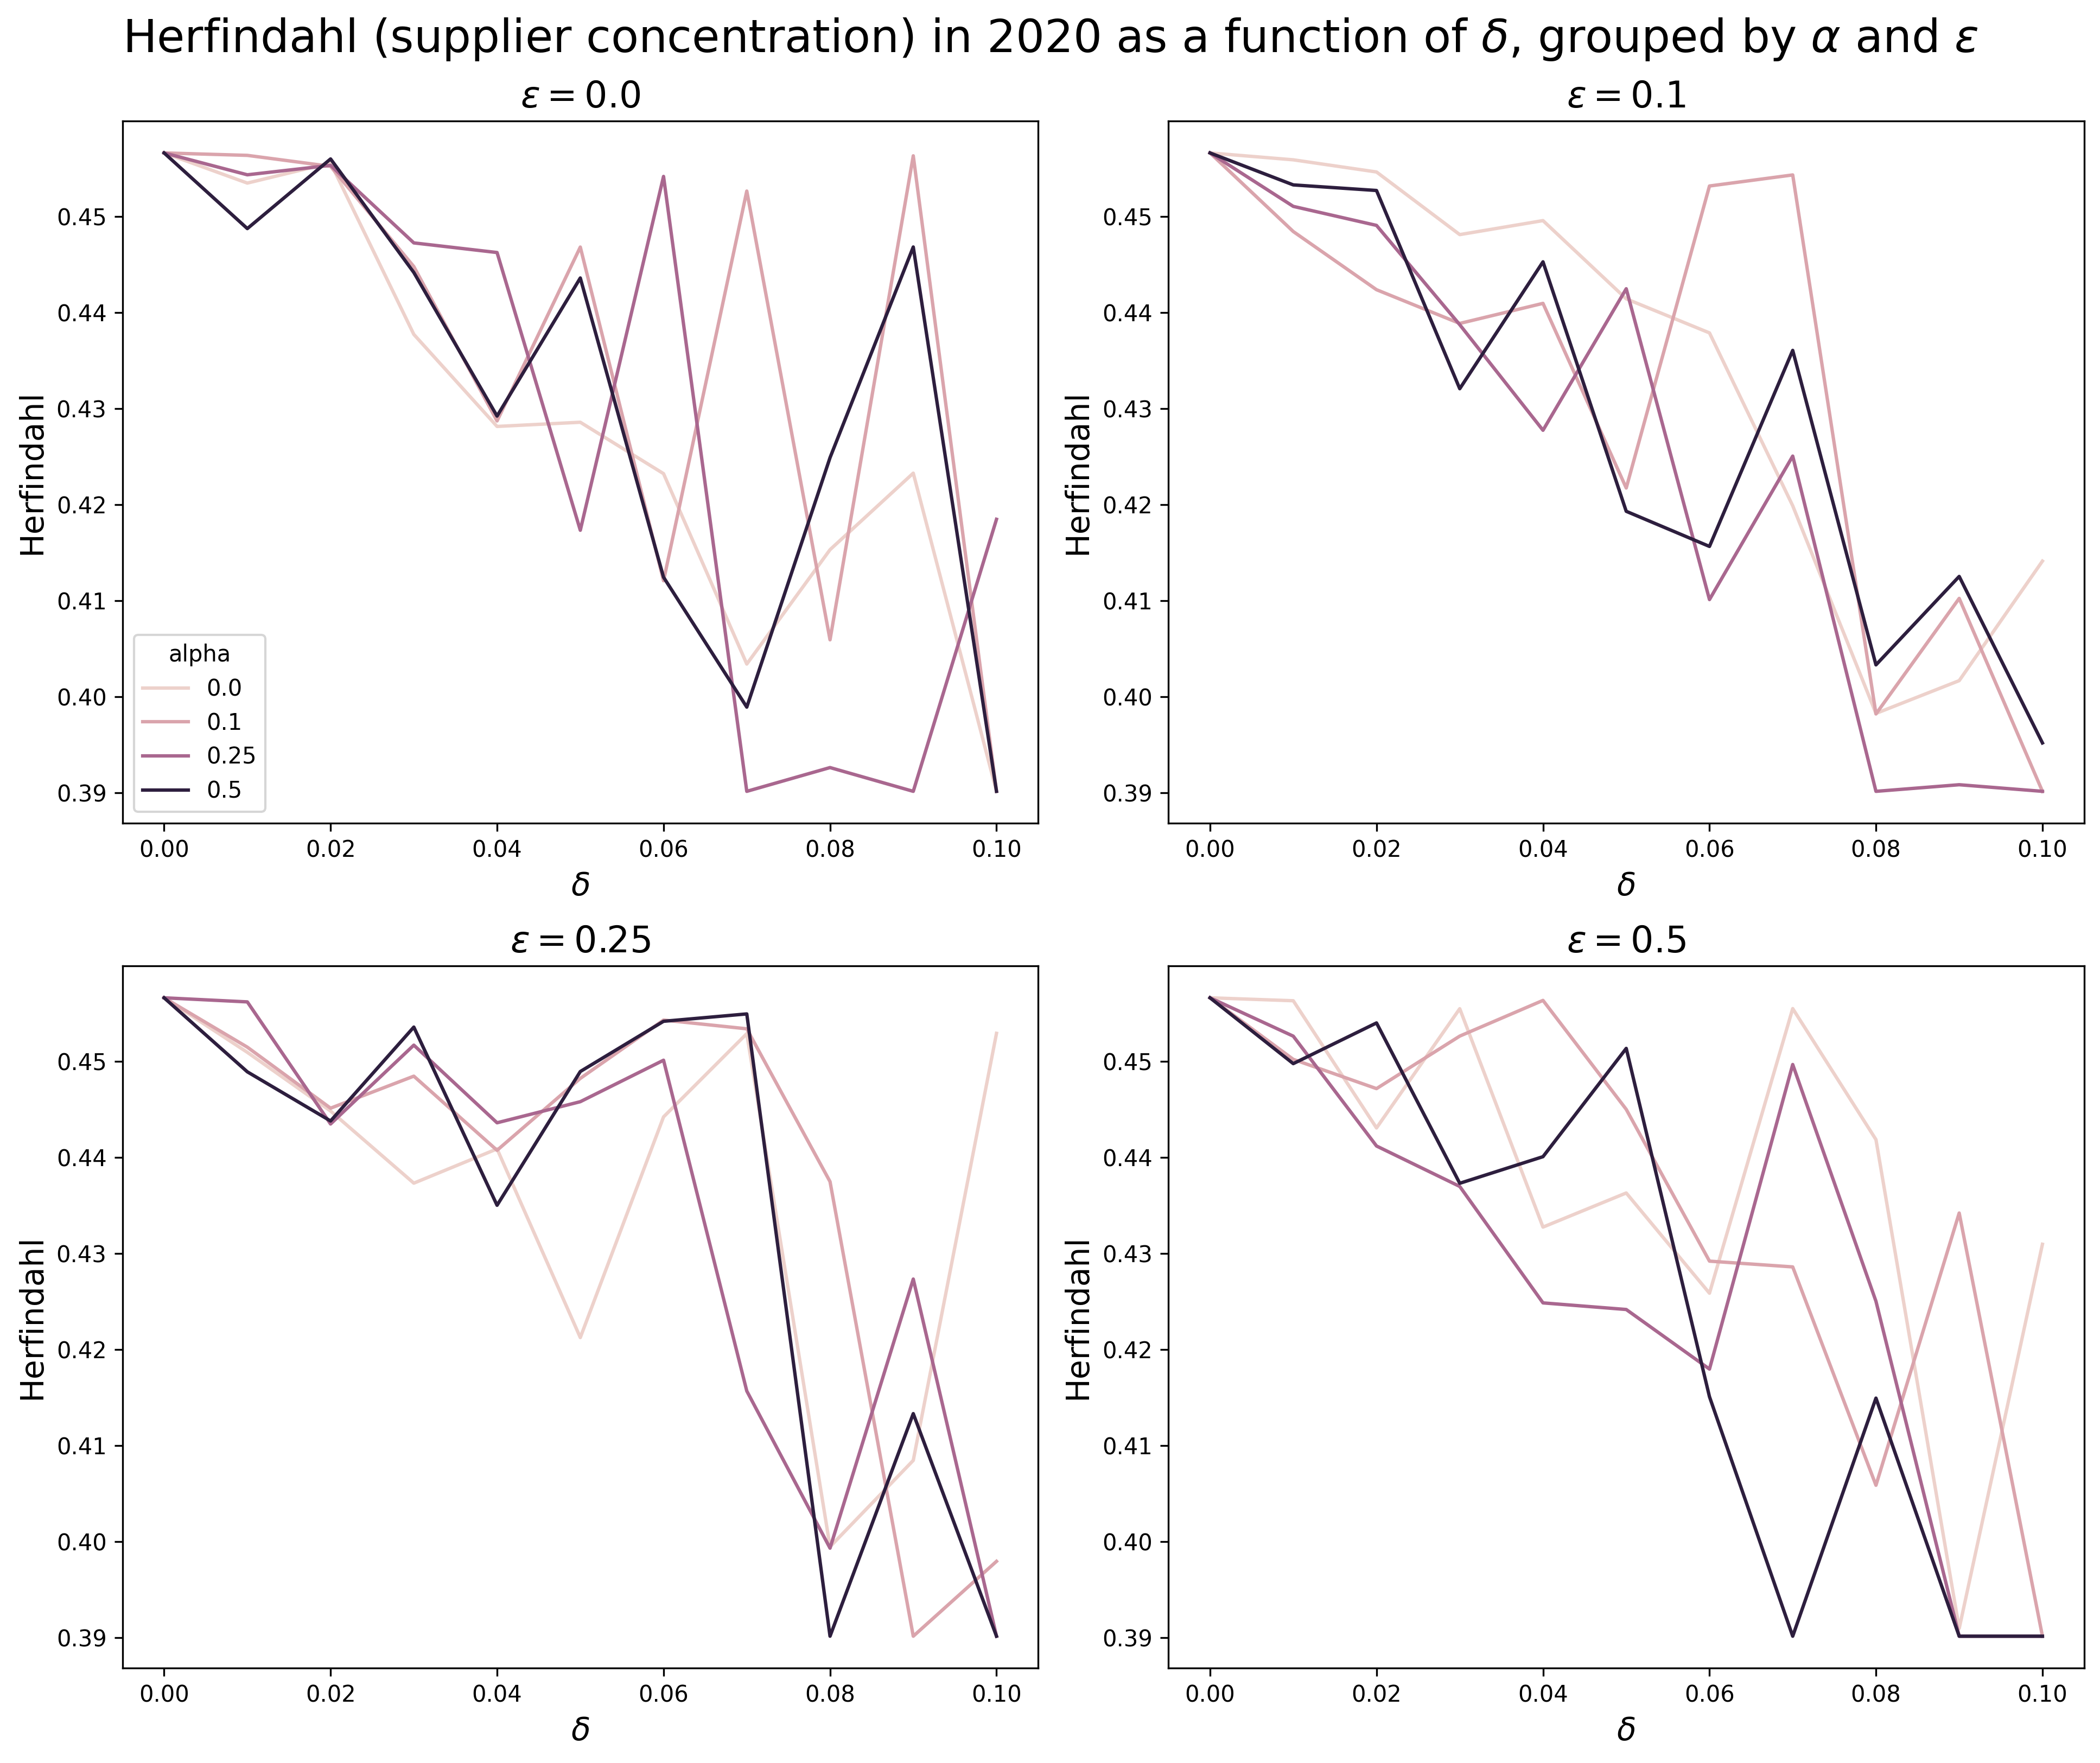 Herfindahl (supplier concentration) in 2020 as a function of δ, grouped by α and ε
ε = 0.0
Herfindahl
0.45
0.44
0.43
0.42
0.41
0.40
0.39
alpha
0.0
0.1
0.25
0.5
0.00 0.02 0.04 0.06 0.08 0.10
δ
ε = 0.1
Herfindahl
0.45
0.44
0.43
0.42
0.41
0.40
0.39
0.00 0.02 0.04 0.06 0.08 0.10
δ
ε = 0.25
Herfindahl
0.45
0.44
0.43
0.42
0.41
0.40
0.39
0.00 0.02 0.04 0.06 0.08 0.10
δ
ε = 0.5
Herfindahl
0.45
0.44
0.43
0.42
0.41
0.40
0.39
0.00 0.02 0.04 0.06 0.08 0.10
δ